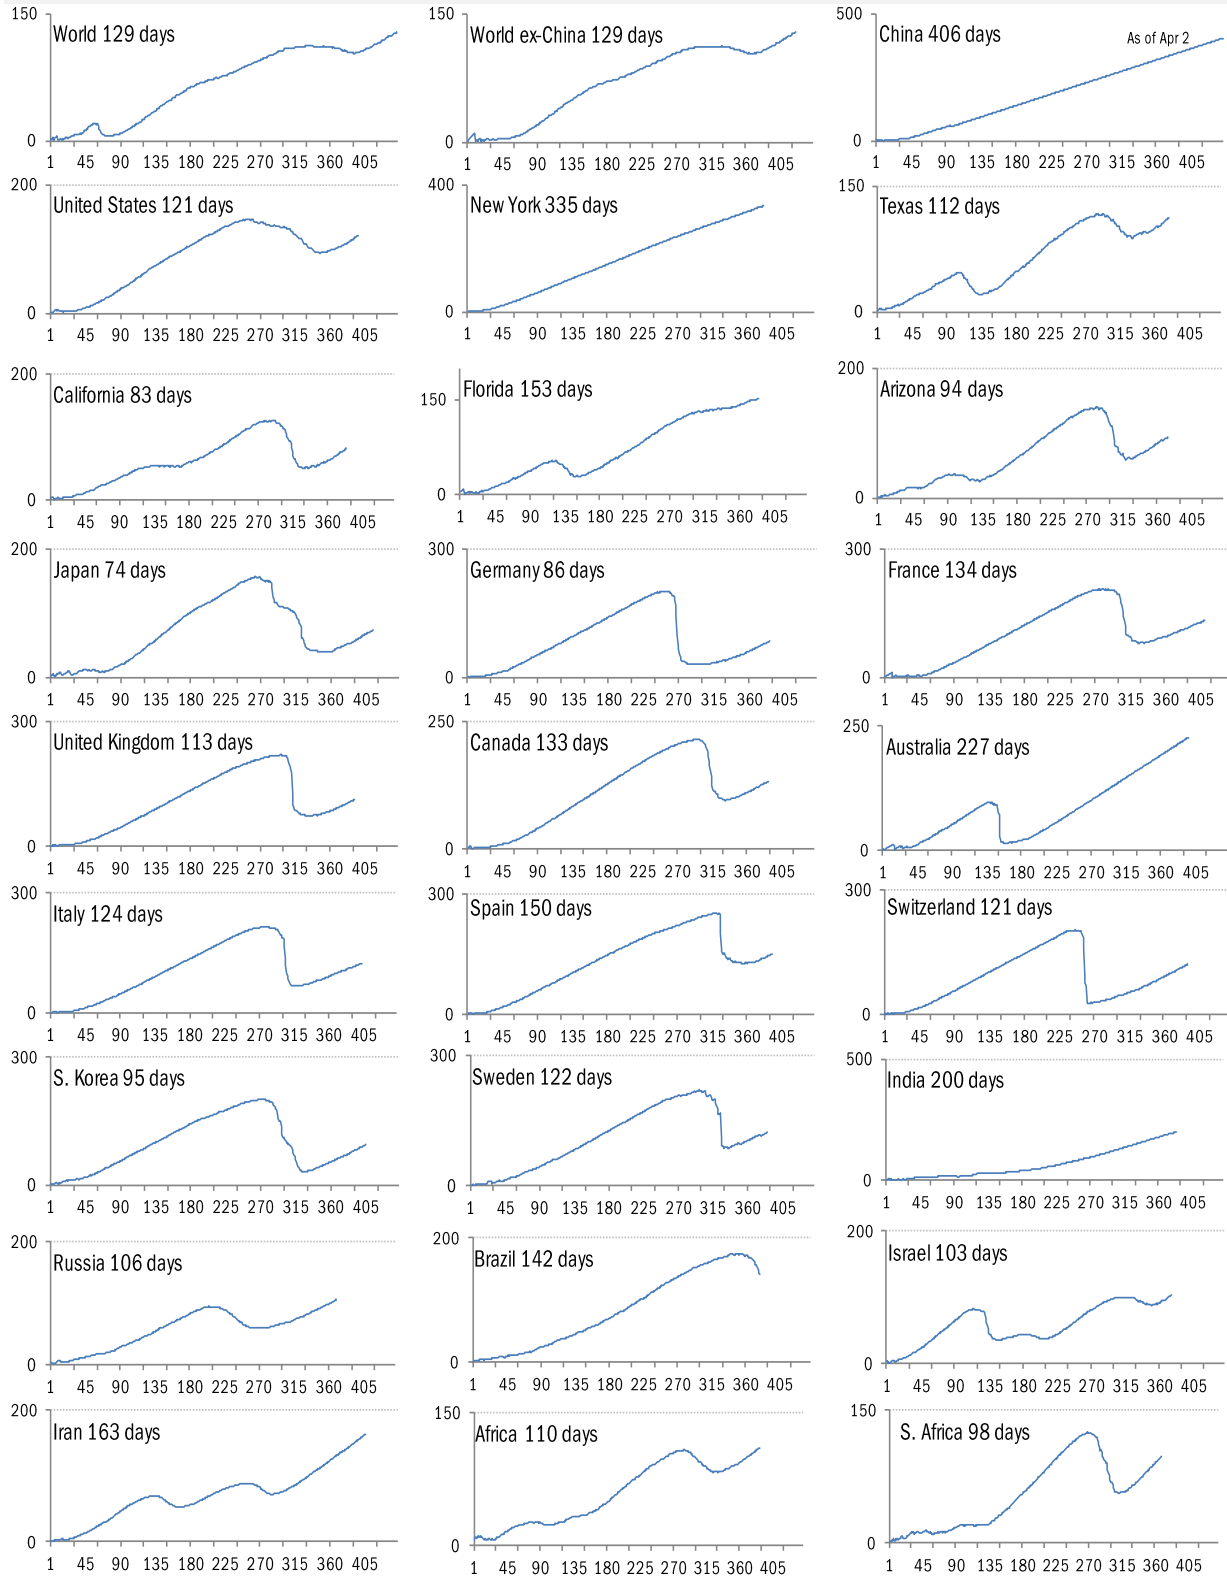 150
World 129 days
0
1 45 90 135 180 225 270 315 360 405
150
World ex-China 129 days
0
1 45 90 135 180 225 270 315 360 405
500
China 406 days
As of Apr 2
0
1 45 90 135 180 225 270 315 360 405
200
United States 121 days
0
1 45 90 135 180 225 270 315 360 405
400
New York 335 days
0
1 45 90 135 180 225 270 315 360 405
150
Texas 112 days
0
1 45 90 135 180 225 270 315 360 405
200
California 83 days
0
1 45 90 135 180 225 270 315 360 405
150
Florida 153 days
0
1 45 90 135 180 225 270 315 360 405
200
Arizona 94 days
0
1 45 90 135 180 225 270 315 360 405
200
Japan 74 days
0
1 45 90 135 180 225 270 315 360 405
300
Germany 86 days
0
1 45 90 135 180 225 270 315 360 405
300
France 134 days
0
1 45 90 135 180 225 270 315 360 405
300
United Kingdom 113 days
0
1 45 90 135 180 225 270 315 360 405
250
Canada 133 days
0
1 45 90 135 180 225 270 315 360 405
250
Australia 227 days
0
1 45 90 135 180 225 270 315 360 405
300
Italy 124 days
0
1 45 90 135 180 225 270 315 360 405
300
Spain 150 days
0
1 45 90 135 180 225 270 315 360 405
300
Switzerland 121 days
0
1 45 90 135 180 225 270 315 360 405
300
S. Korea 95 days
0
1 45 90 135 180 225 270 315 360 405
300
Sweden 122 days
0
1 45 90 135 180 225 270 315 360 405
500
India 200 days
0
1 45 90 135 180 225 270 315 360 405
200
Russia 106 days
0
1 45 90 135 180 225 270 315 360 405
200
Brazil 142 days
0
1 45 90 135 180 225 270 315 360 405
200
Israel 103 days
0
1 45 90 135 180 225 270 315 360 405
200
Iran 163 days
0
1 45 90 135 180 225 270 315 360 405
150
Africa 110 days
0
1 45 90 135 180 225 270 315 360 405
150
S. Africa 98 days
0
1 45 90 135 180 225 270 315 360 405